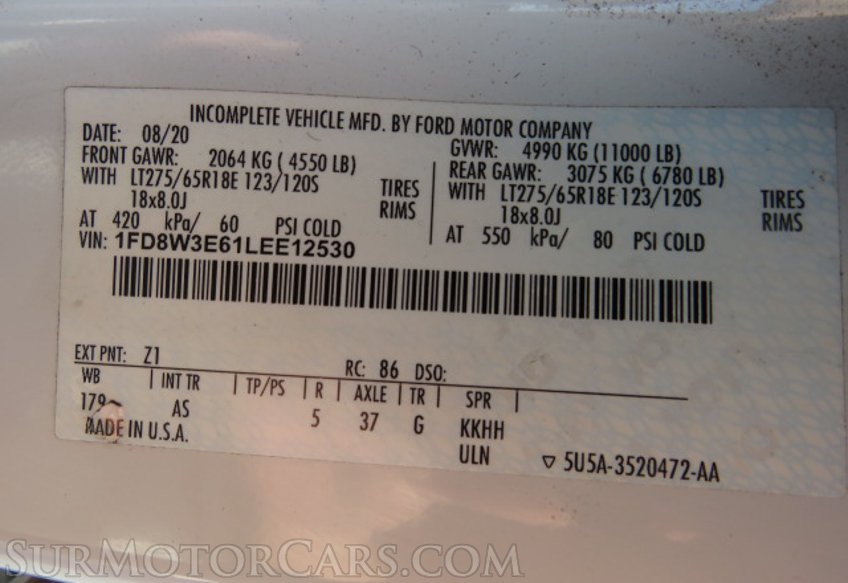 INCOMPLETE VEHICLE MFD. BY FORD MOTOR COMPANY
DATE: 08/20
GVWR: 4990 KG (11000 LB)
FRONT GAWR: 2064 KG ( 4550 LB)
REAR GAWR: 3075 KG ( 6780 LB)
WITH LT275/65R18E 123/120S TIRES
WITH LT275/65R18E 123/120S TIRES
18x8.0J RIMS
18x8.0J RIMS
AT 420 kPa/ 60 PSI COLD
AT 550 kPa/ 80 PSI COLD
VIN: 1FD8W3E61LEE12530
EXT PNT: Z1 RC: 86 DSO:
WB INT TR TP/PS R AXLE TR SPR
179 AS 5 37 G KKHH
MADE IN U.S.A. ULN
5U5A-3520472-AA
SURMOTORCARS.COM